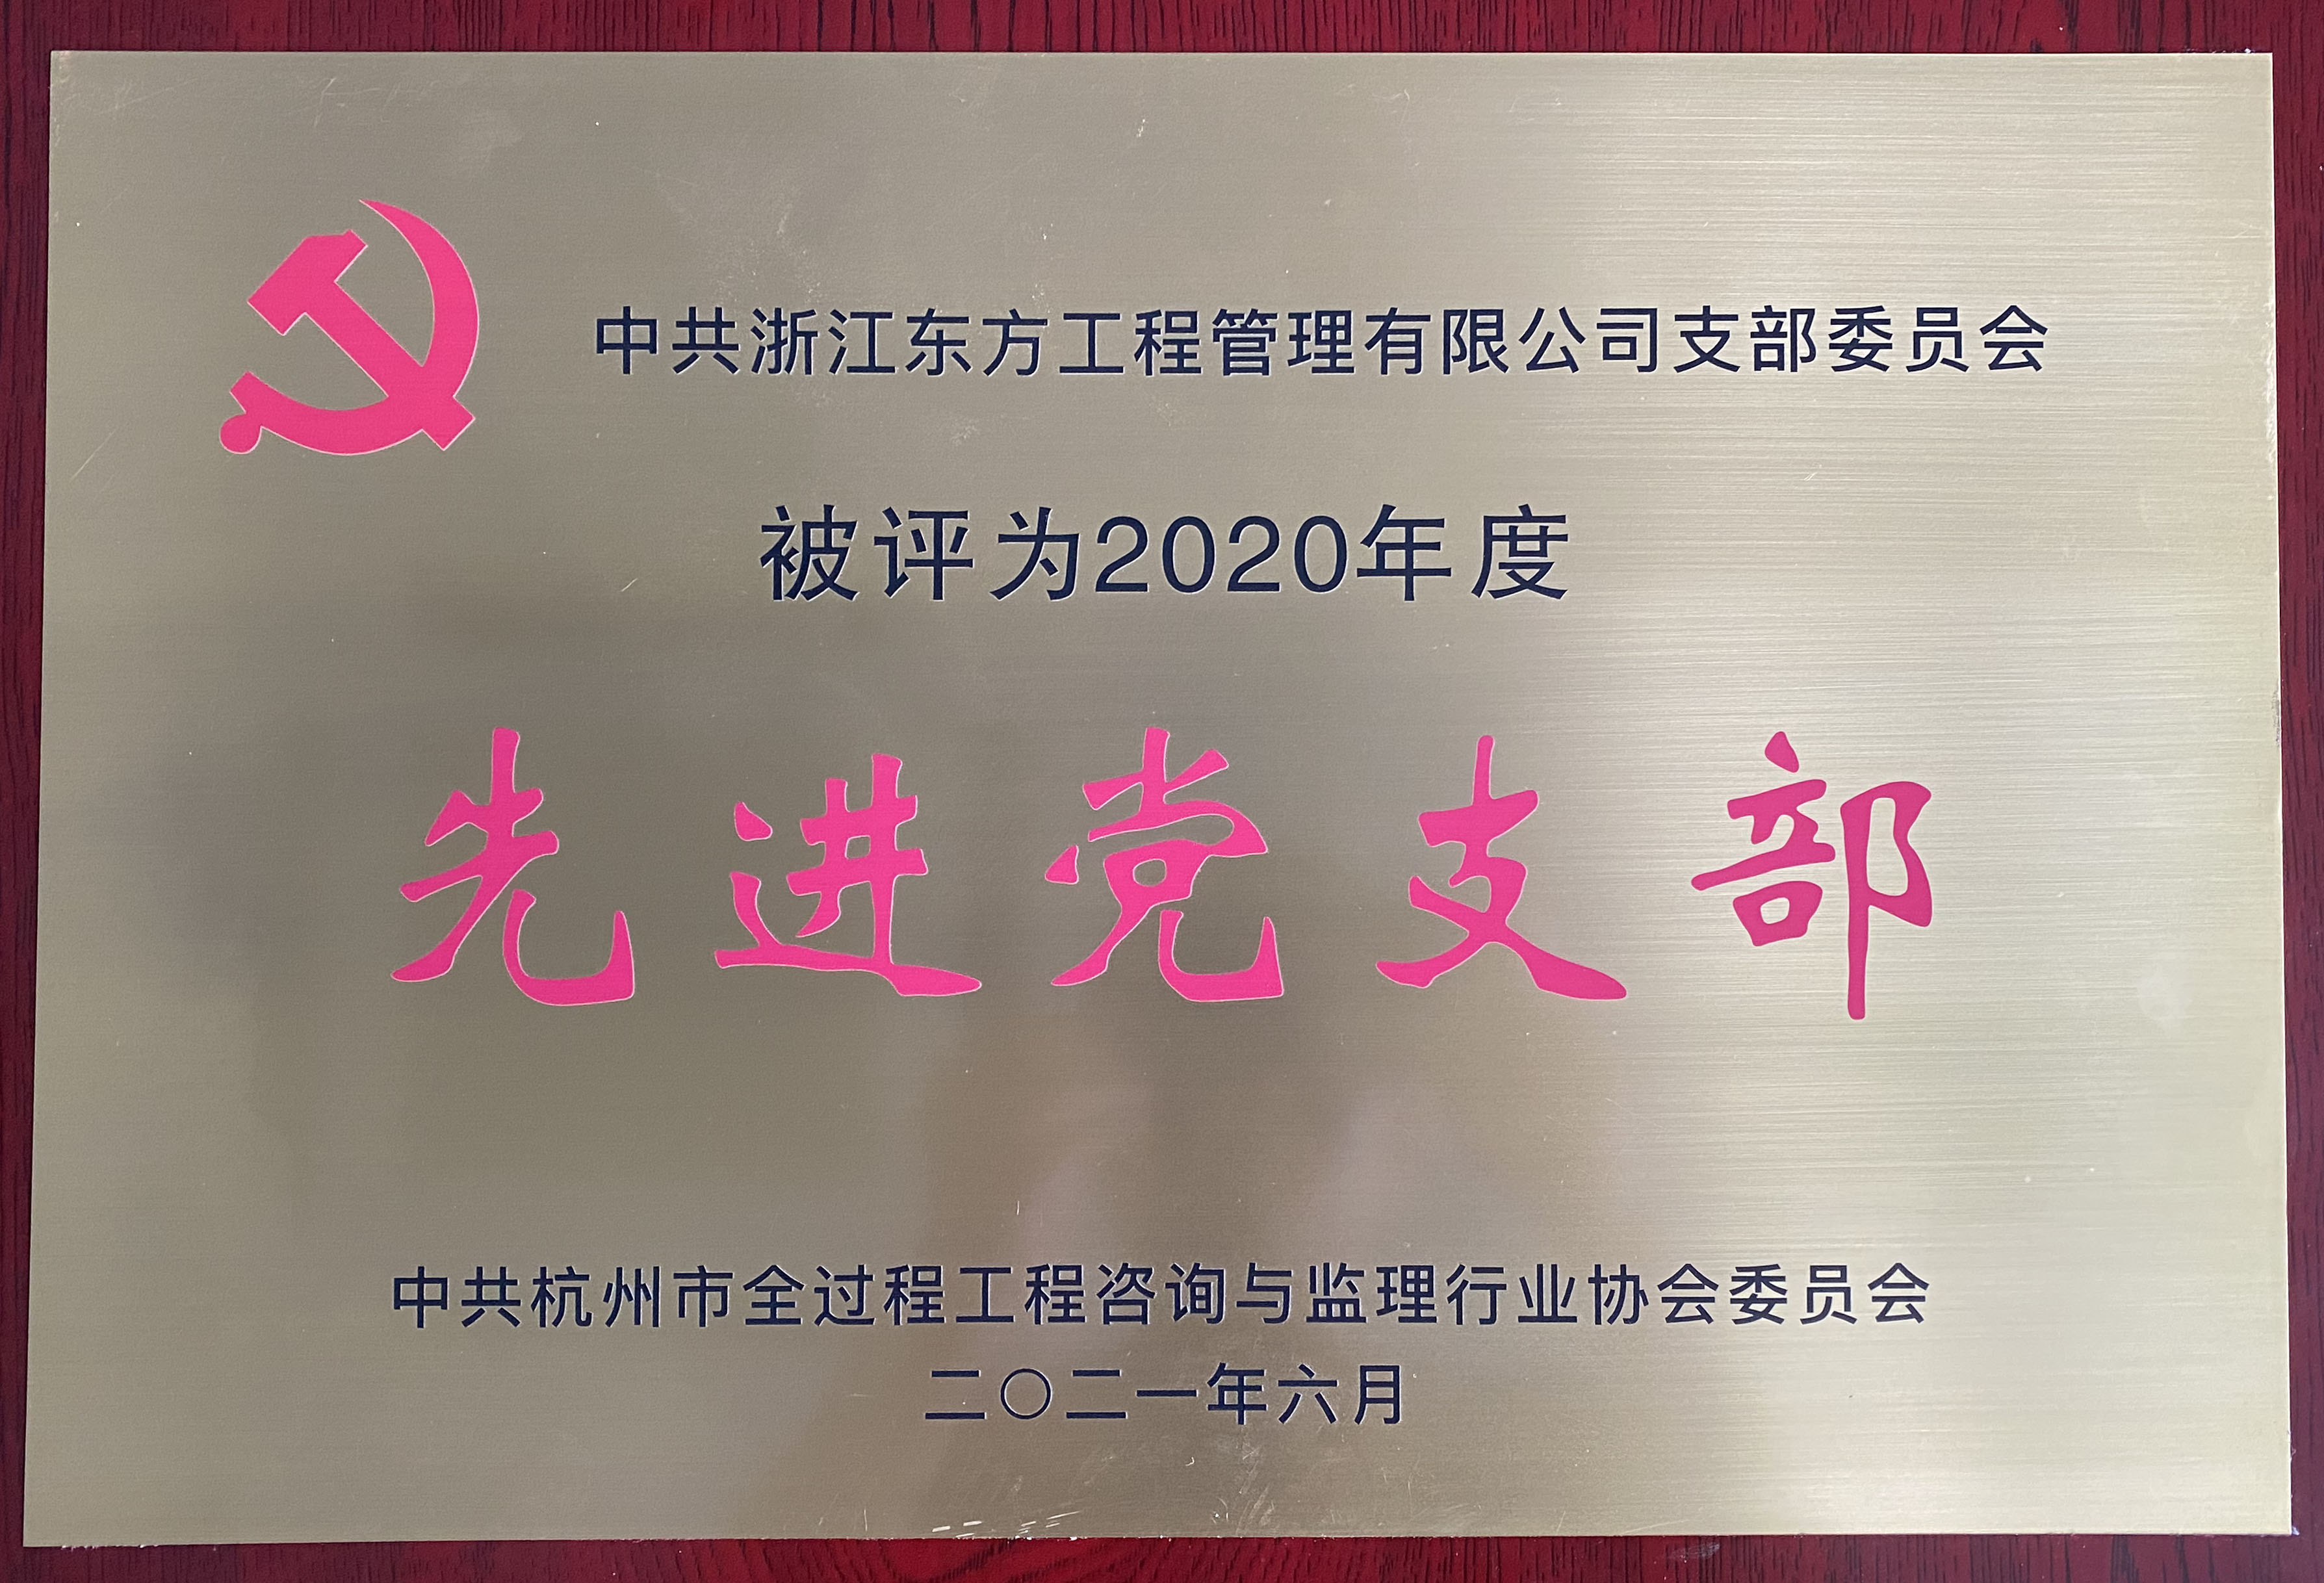 中共浙江东方工程管理有限公司支部委员会
被评为2020年度
先进党支部
中共杭州市全过程工程咨询与监理行业协会委员会
二〇二一年六月